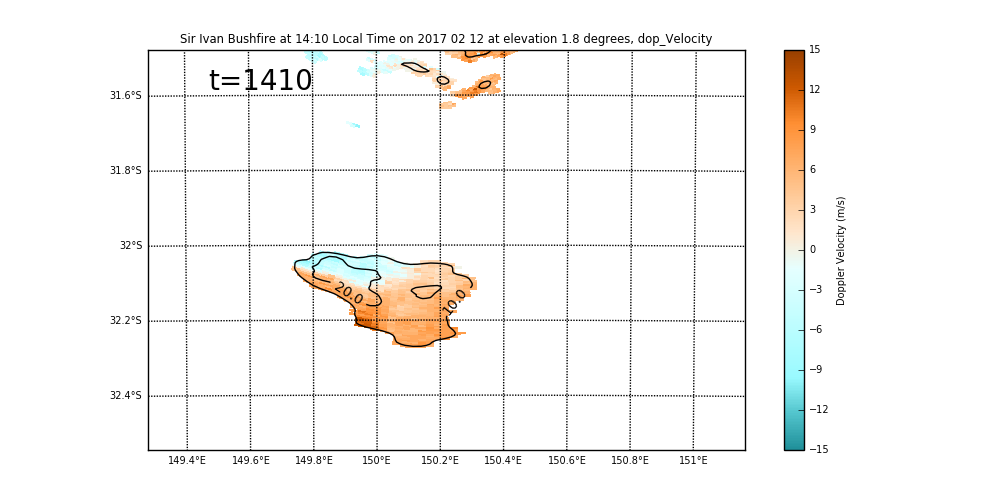 Sir Ivan Bushfire at 14:10 Local Time on 2017 02 12 at elevation 1.8 degrees, dop_Velocity
t=1410
31.6°S
31.8°S
32°S
32.2°S
32.4°S
20.0
10.0
149.4°E 149.6°E 149.8°E 150°E 150.2°E 150.4°E 150.6°E 150.8°E 151°E
15
12
9
6
3
0
−3
−6
−9
−12
−15
Doppler Velocity (m/s)